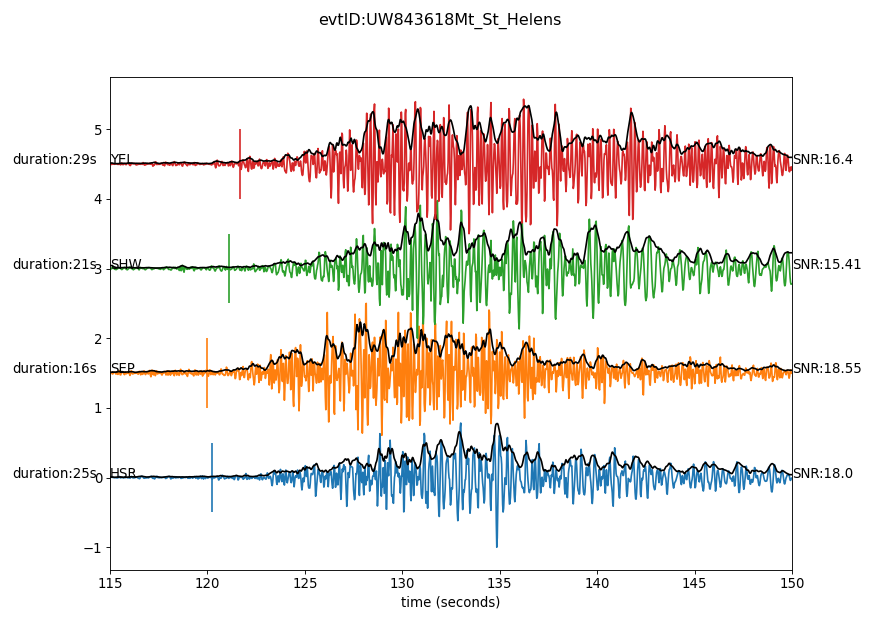 evtID:UW843618Mt_St_Helens
5
duration:29s YEL SNR:16.4
4
duration:21s SHW SNR:15.41
3
2
duration:16s SEP SNR:18.55
1
duration:25s HSR SNR:18.0
0
−1
115 120 125 130 135 140 145 150
time (seconds)